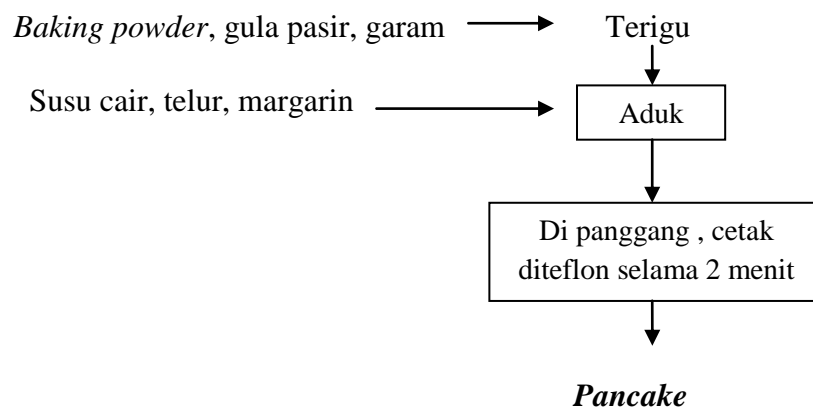 Baking powder, gula pasir, garam
Terigu
Susu cair, telur, margarin
Aduk
Di panggang , cetak
diteflon selama 2 menit
Pancake